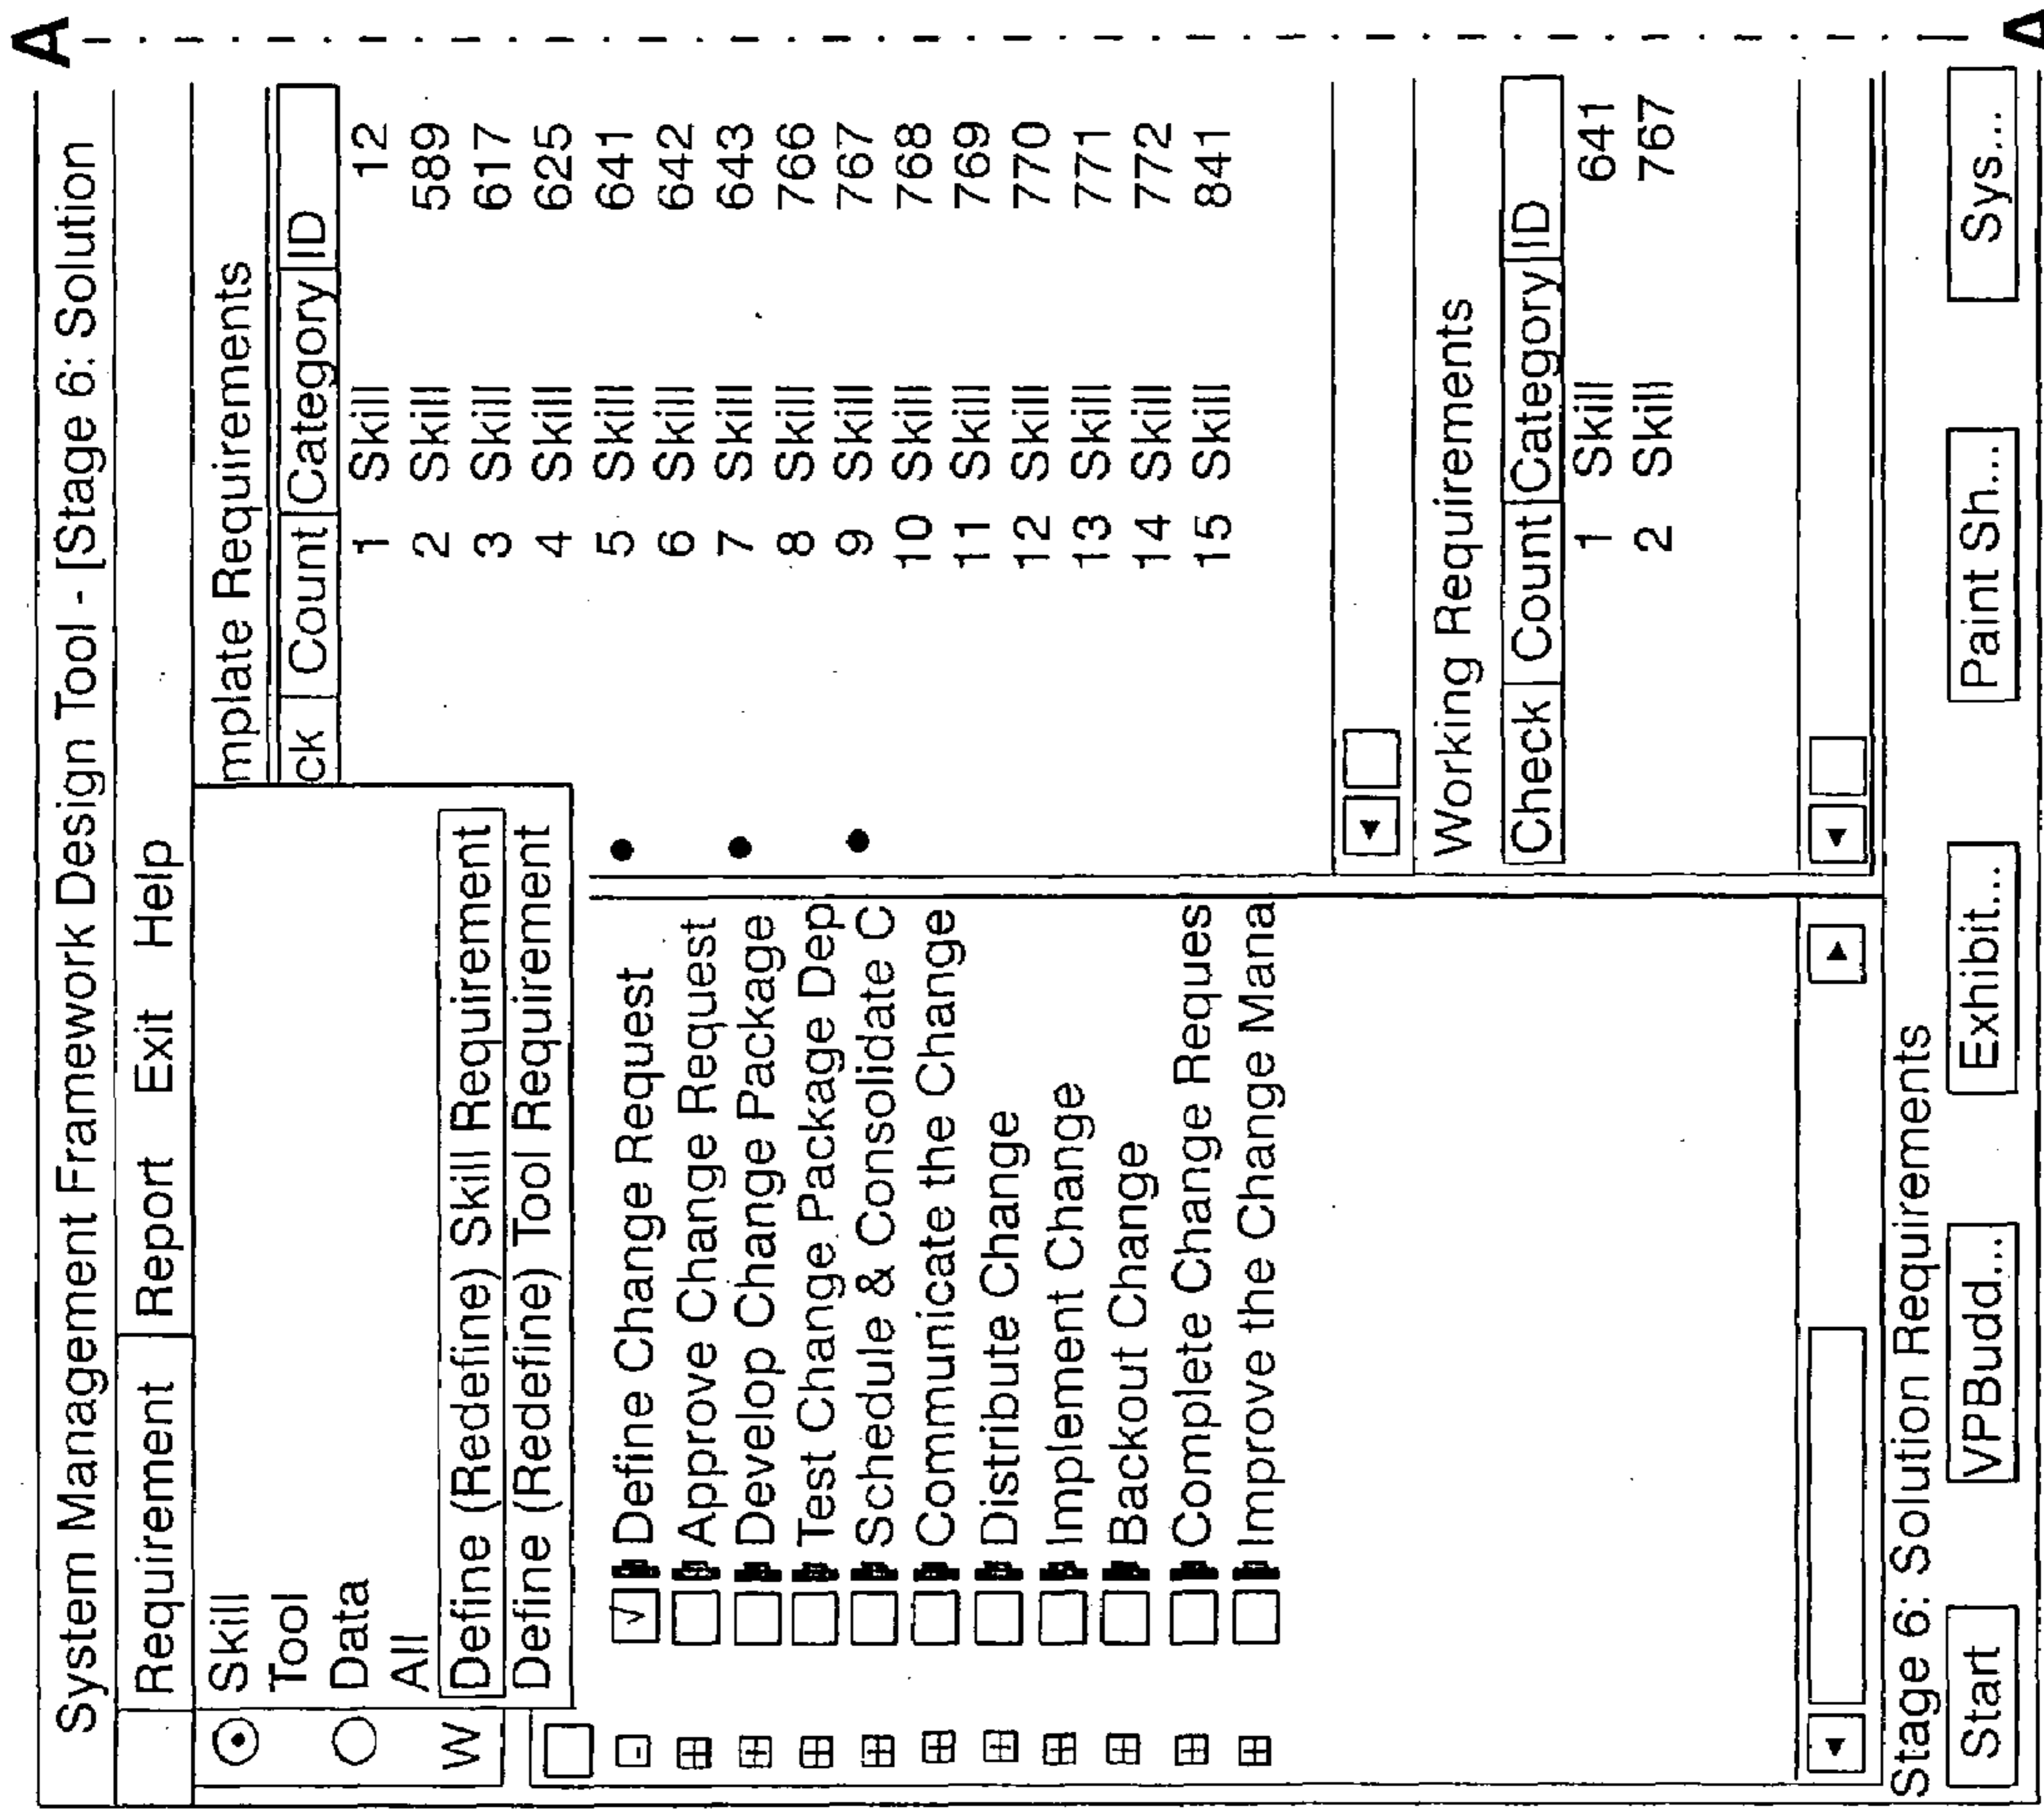 A
System Management Framework Design Tool - [Stage 6: Solution
Requirement Report Exit Help
Skill
Tool
Data
All
Define (Redefine) Skill Requirement
Define (Redefine) Tool Requirement
W
Define Change Request
Approve Change Request
Develop Change Package
Test Change Package Dep
Schedule & Consolidate C
Communicate the Change
Distribute Change
Implement Change
Backout Change
Complete Change Reques
Improve the Change Mana
mplate Requirements
ck Count Category ID
1 Skill 12
2 Skill 589
3 Skill 617
4 Skill 625
5 Skill 641
6 Skill 642
7 Skill 643
8 Skill 766
9 Skill 767
10 Skill 768
11 Skill 769
12 Skill 770
13 Skill 771
14 Skill 772
15 Skill 841
Working Requirements
Check Count Category ID
1 Skill 641
2 Skill 767
Stage 6: Solution Requirements
Start VPBudd... Exhibit... Paint Sh... Sys...
A